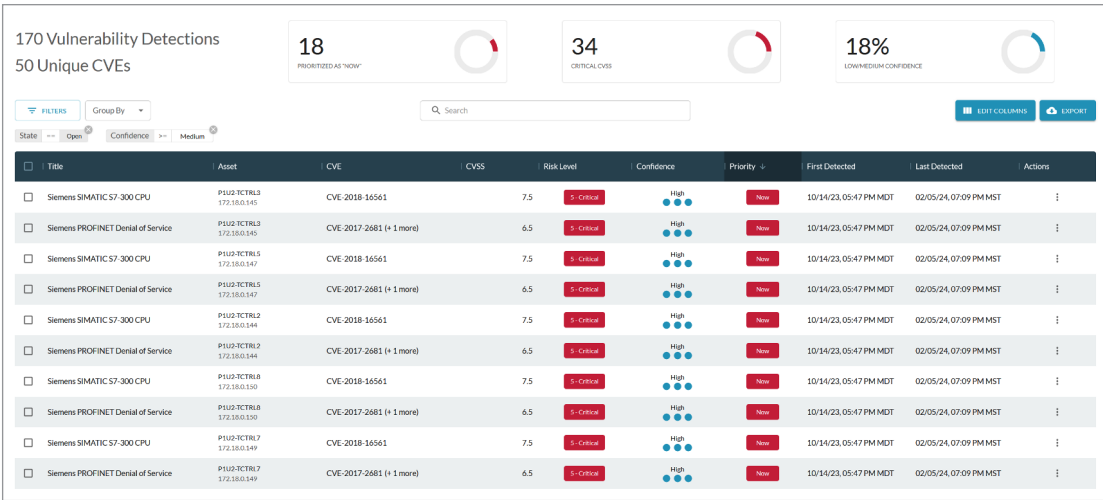 170 Vulnerability Detections
50 Unique CVEs
18
PRIORITIZED AS "NOW"
34
CRITICAL CVSS
18%
LOW/MEDIUM CONFIDENCE
FILTERS Group By Search EDIT COLUMNS EXPORT
State == Open Confidence >= Medium
Title Asset CVE CVSS Risk Level Confidence Priority First Detected Last Detected Actions
Siemens SIMATIC S7-300 CPU P1U2-TCTRL3 172.18.0.145 CVE-2018-16561 7.5 5 - Critical High Now 10/14/23, 05:47 PM MDT 02/05/24, 07:09 PM MST
Siemens PROFINET Denial of Service P1U2-TCTRL3 172.18.0.145 CVE-2017-2681 (+ 1 more) 6.5 5 - Critical High Now 10/14/23, 05:47 PM MDT 02/05/24, 07:09 PM MST
Siemens SIMATIC S7-300 CPU P1U2-TCTRL5 172.18.0.147 CVE-2018-16561 7.5 5 - Critical High Now 10/14/23, 05:47 PM MDT 02/05/24, 07:09 PM MST
Siemens PROFINET Denial of Service P1U2-TCTRL5 172.18.0.147 CVE-2017-2681 (+ 1 more) 6.5 5 - Critical High Now 10/14/23, 05:47 PM MDT 02/05/24, 07:09 PM MST
Siemens SIMATIC S7-300 CPU P1U2-TCTRL2 172.18.0.144 CVE-2018-16561 7.5 5 - Critical High Now 10/14/23, 05:47 PM MDT 02/05/24, 07:09 PM MST
Siemens PROFINET Denial of Service P1U2-TCTRL2 172.18.0.144 CVE-2017-2681 (+ 1 more) 6.5 5 - Critical High Now 10/14/23, 05:47 PM MDT 02/05/24, 07:09 PM MST
Siemens SIMATIC S7-300 CPU P1U2-TCTRL8 172.18.0.150 CVE-2018-16561 7.5 5 - Critical High Now 10/14/23, 05:47 PM MDT 02/05/24, 07:09 PM MST
Siemens PROFINET Denial of Service P1U2-TCTRL8 172.18.0.150 CVE-2017-2681 (+ 1 more) 6.5 5 - Critical High Now 10/14/23, 05:47 PM MDT 02/05/24, 07:09 PM MST
Siemens SIMATIC S7-300 CPU P1U2-TCTRL7 172.18.0.149 CVE-2018-16561 7.5 5 - Critical High Now 10/14/23, 05:47 PM MDT 02/05/24, 07:09 PM MST
Siemens PROFINET Denial of Service P1U2-TCTRL7 172.18.0.149 CVE-2017-2681 (+ 1 more) 6.5 5 - Critical High Now 10/14/23, 05:47 PM MDT 02/05/24, 07:09 PM MST